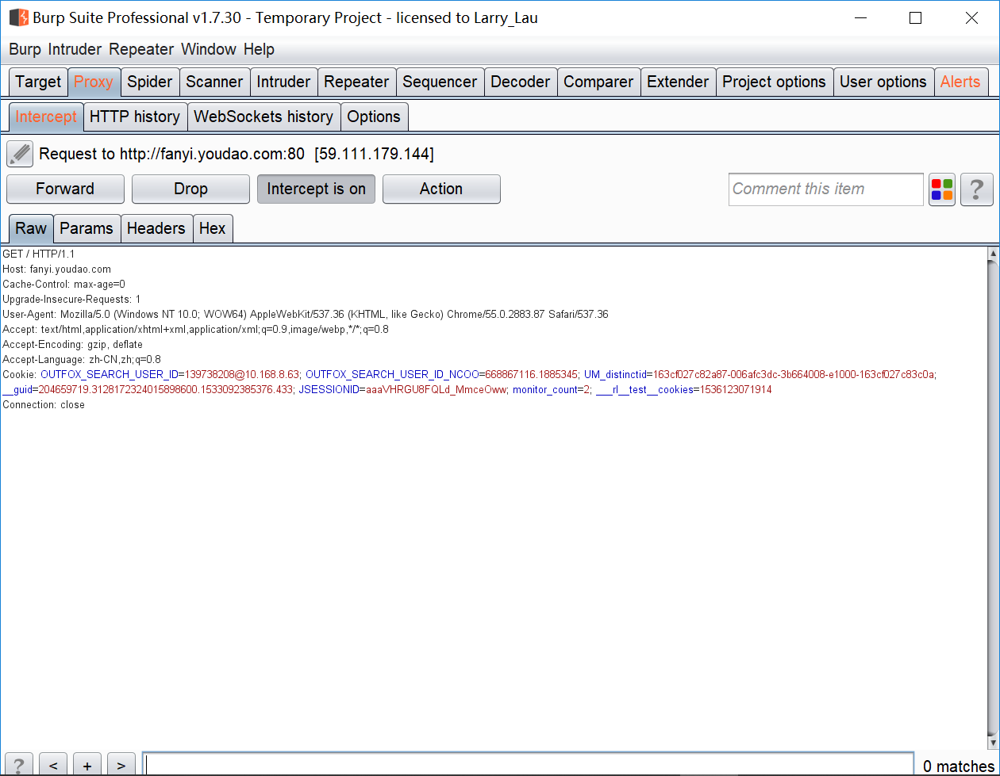 Burp Suite Professional v1.7.30 - Temporary Project - licensed to Larry_Lau
Burp Intruder Repeater Window Help
Target Proxy Spider Scanner Intruder Repeater Sequencer Decoder Comparer Extender Project options User options Alerts
Intercept HTTP history WebSockets history Options
Request to http://fanyi.youdao.com:80 [59.111.179.144]
Forward Drop Intercept is on Action Comment this item ?
Raw Params Headers Hex
GET / HTTP/1.1
Host: fanyi.youdao.com
Cache-Control: max-age=0
Upgrade-Insecure-Requests: 1
User-Agent: Mozilla/5.0 (Windows NT 10.0; WOW64) AppleWebKit/537.36 (KHTML, like Gecko) Chrome/55.0.2883.87 Safari/537.36
Accept: text/html,application/xhtml+xml,application/xml;q=0.9,image/webp,*/*;q=0.8
Accept-Encoding: gzip, deflate
Accept-Language: zh-CN,zh;q=0.8
Cookie: OUTFOX_SEARCH_USER_ID=139738208@10.168.8.63; OUTFOX_SEARCH_USER_ID_NCOO=668867116.1885345; UM_distinctid=163cf027c82a87-006afc3dc-3b664008-e1000-163cf027c83c0a;
__guid=204659719.3128172324015898600.1533092385376.433; JSESSIONID=aaaVHRGU8FQLd_MmceOww; monitor_count=2; ___rl__test__cookies=1536123071914
Connection: close
? < + > 0 matches